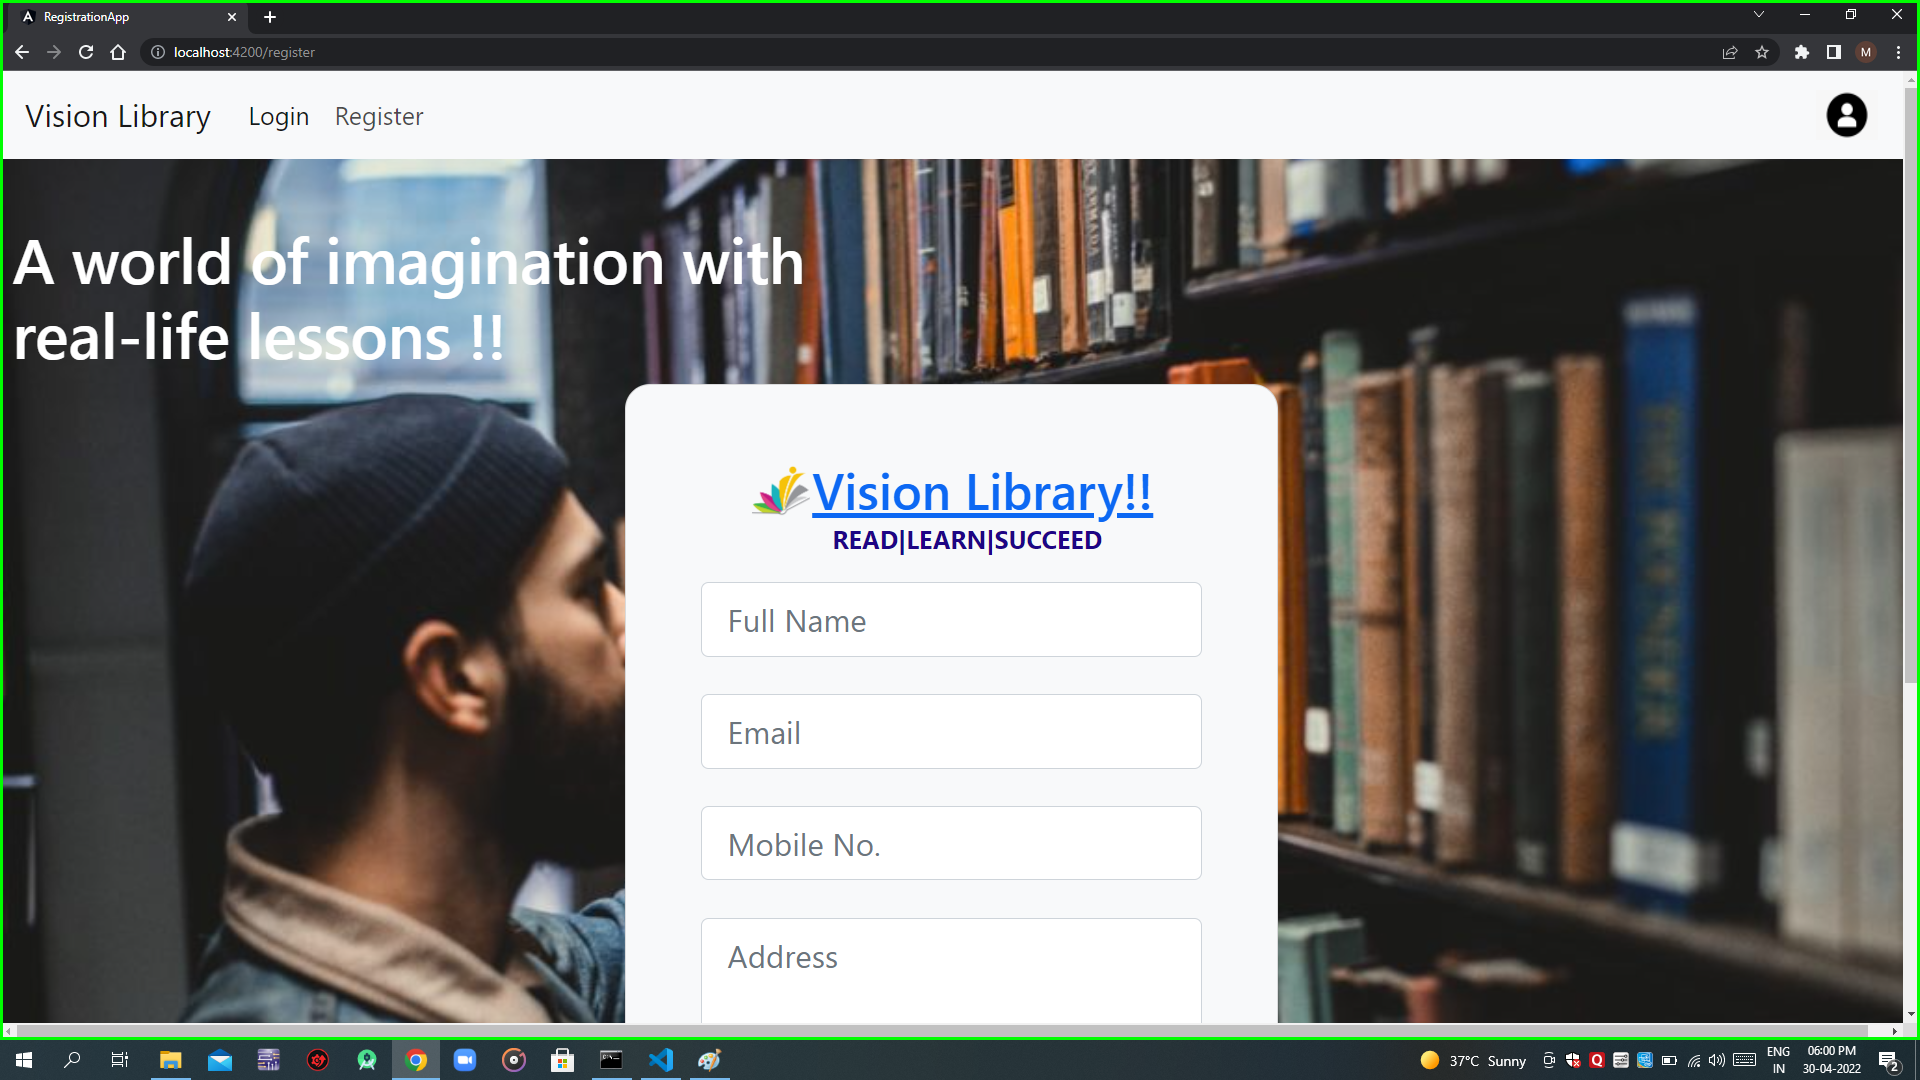 RegistrationApp
localhost:4200/register
M
Vision Library
Login
Register
A world of imagination with
real-life lessons !!
Vision Library!!
READ|LEARN|SUCCEED
Full Name
Email
Mobile No.
Address
37°C Sunny
ENG
IN
06:00 PM
30-04-2022
2